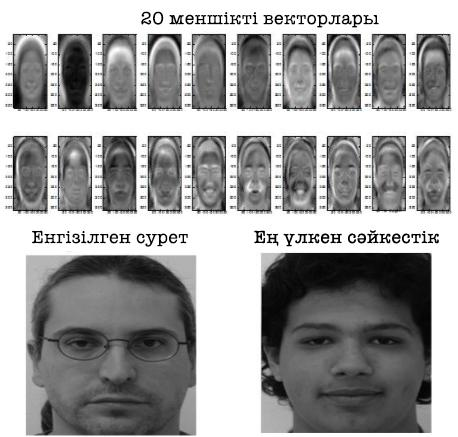 20 меншікті векторлары
Енгізілген сурет
Ең үлкен сәйкестік